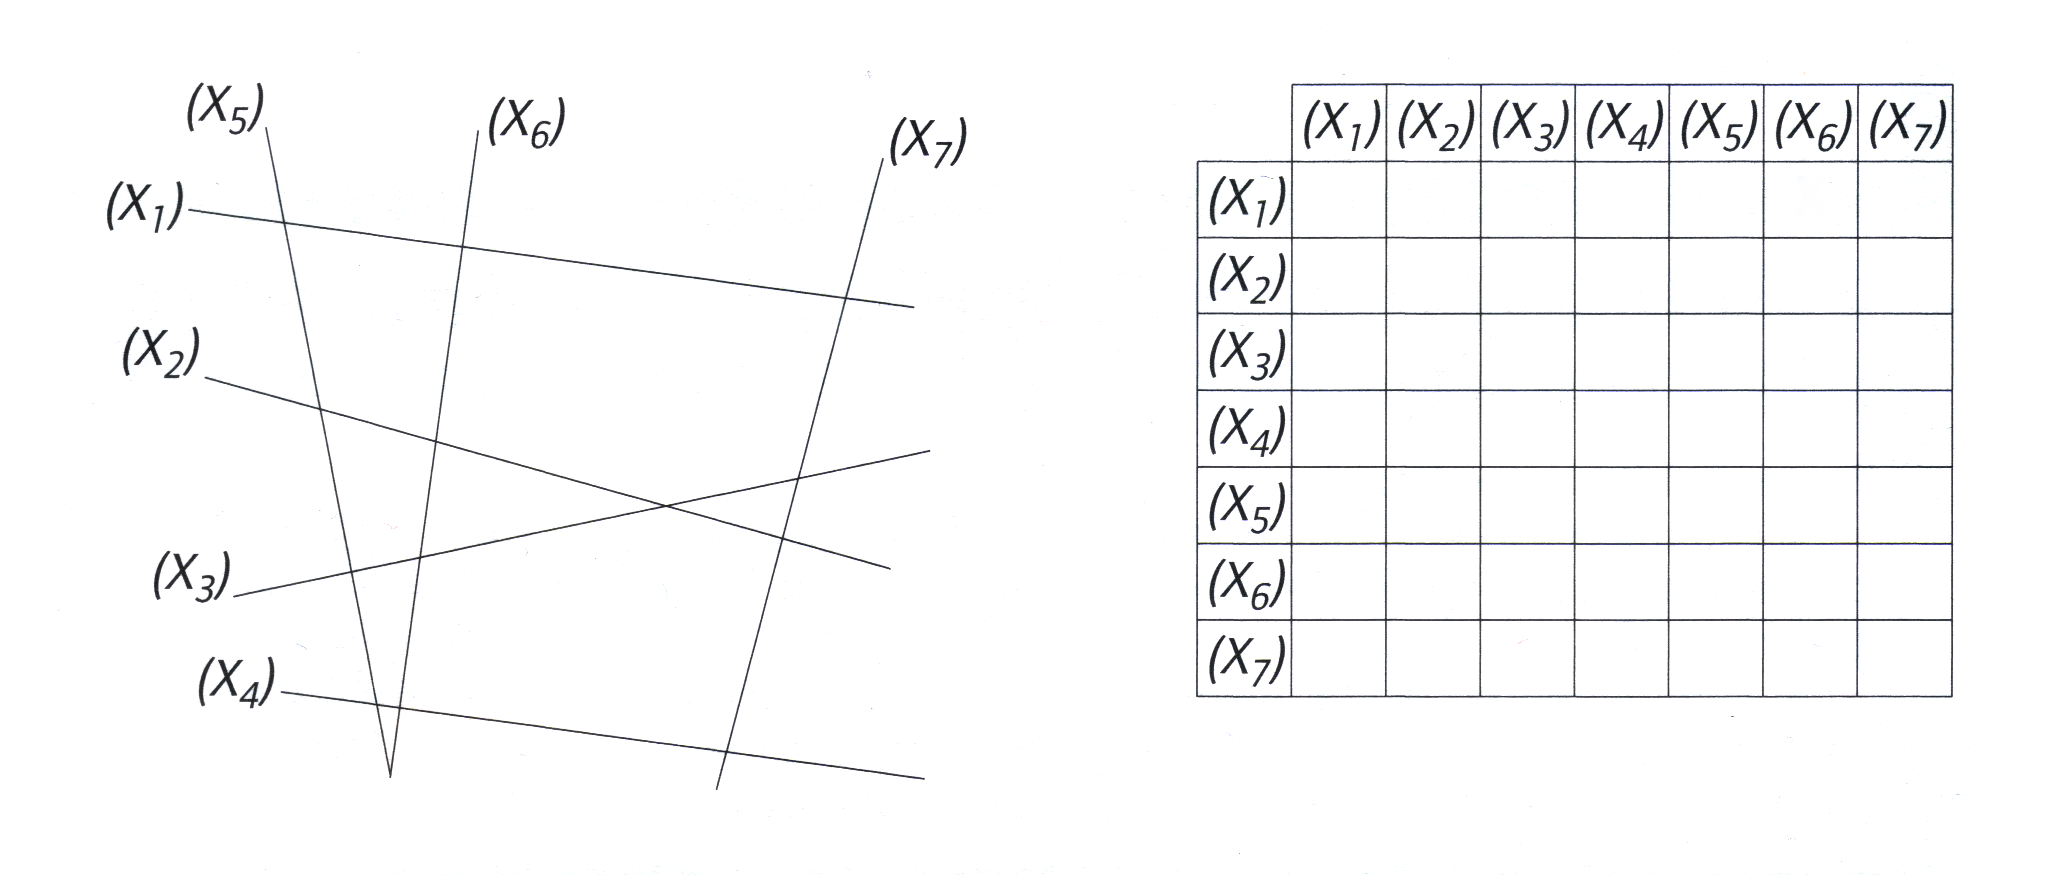 (X5)
(X6)
(X7)
(X1)
(X2)
(X3)
(X4)
(X1) (X2) (X3) (X4) (X5) (X6) (X7)
(X1)
(X2)
(X3)
(X4)
(X5)
(X6)
(X7)